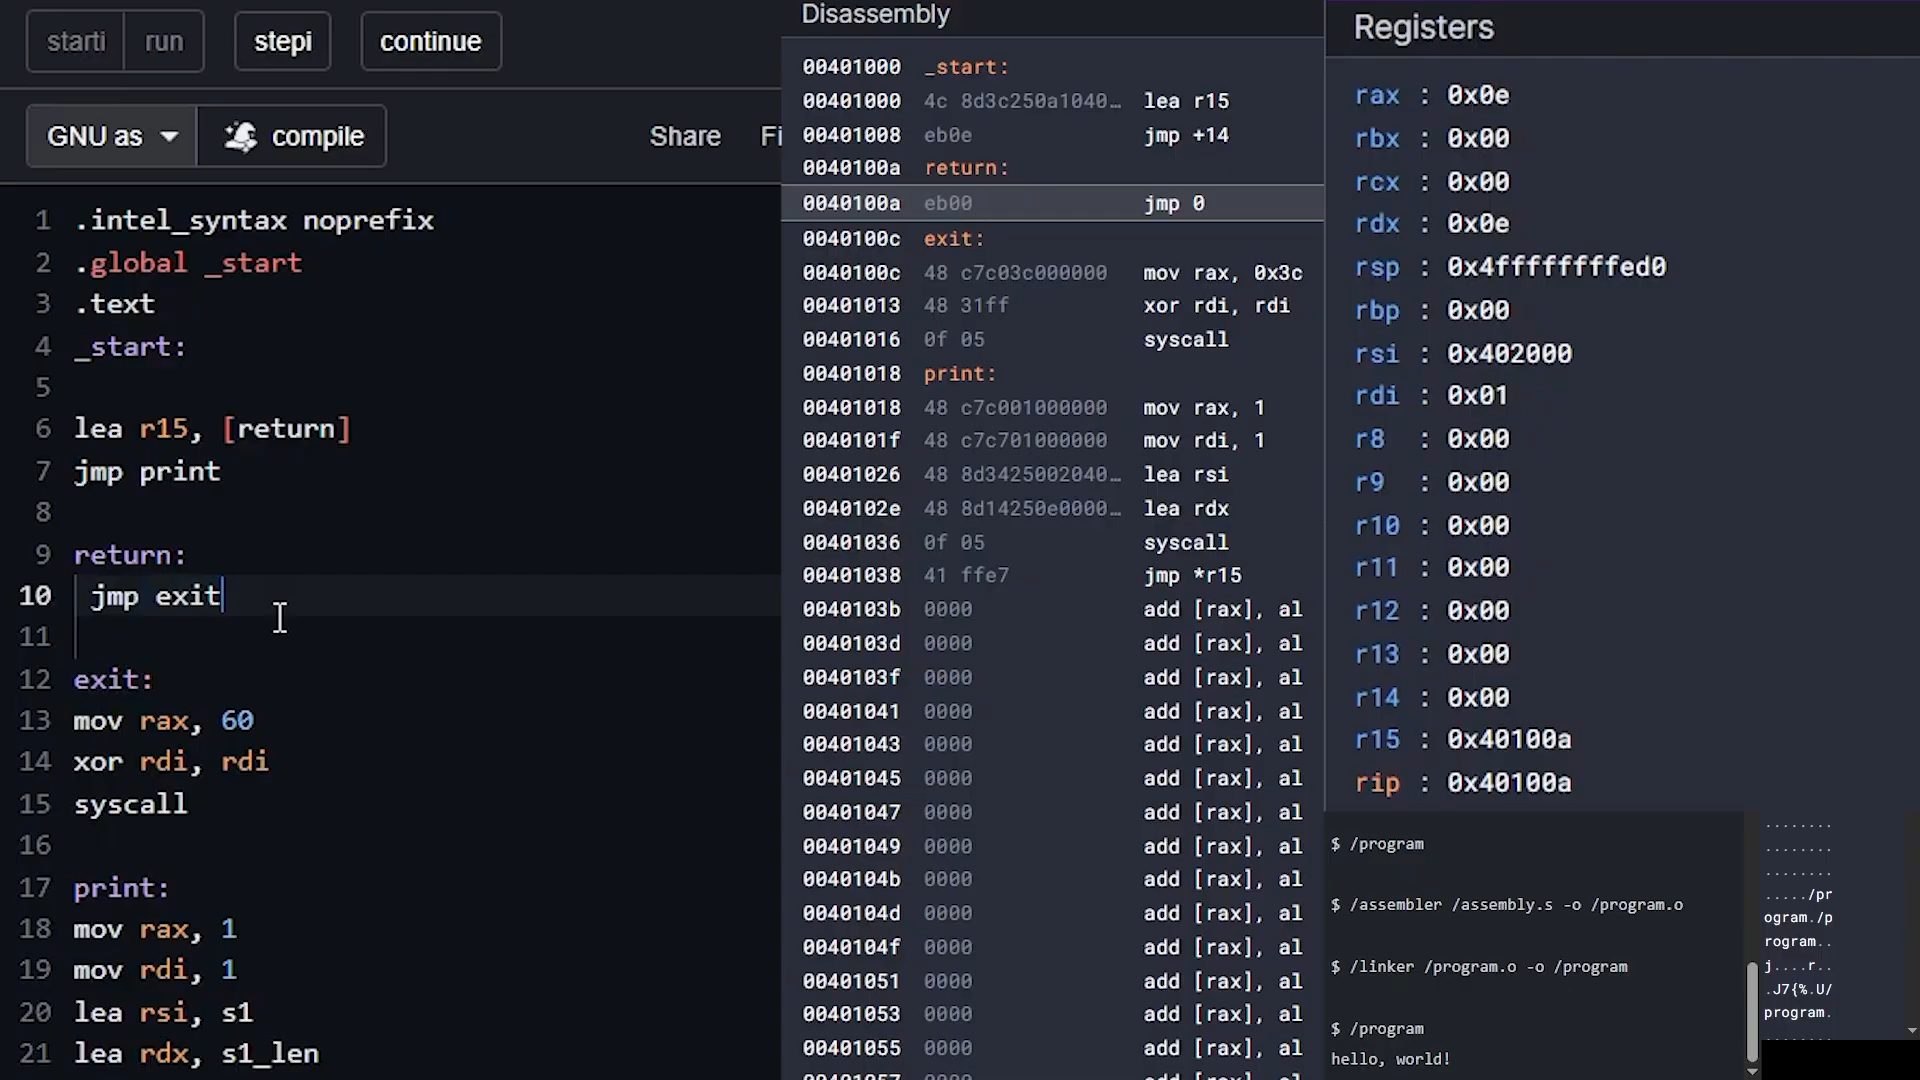 starti run stepi continue
GNU as compile Share Fi
1 .intel_syntax noprefix
2 .global _start
3 .text
4 _start:
5
6 lea r15, [return]
7 jmp print
8
9 return:
10 jmp exit
11
12 exit:
13 mov rax, 60
14 xor rdi, rdi
15 syscall
16
17 print:
18 mov rax, 1
19 mov rdi, 1
20 lea rsi, s1
21 lea rdx, s1_len
Disassembly
00401000 _start:
00401000 4c 8d3c250a1040… lea r15
00401008 eb0e jmp +14
0040100a return:
0040100a eb00 jmp 0
0040100c exit:
0040100c 48 c7c03c000000 mov rax, 0x3c
00401013 48 31ff xor rdi, rdi
00401016 0f 05 syscall
00401018 print:
00401018 48 c7c001000000 mov rax, 1
0040101f 48 c7c701000000 mov rdi, 1
00401026 48 8d3425002040… lea rsi
0040102e 48 8d14250e0000… lea rdx
00401036 0f 05 syscall
00401038 41 ffe7 jmp *r15
0040103b 0000 add [rax], al
0040103d 0000 add [rax], al
0040103f 0000 add [rax], al
00401041 0000 add [rax], al
00401043 0000 add [rax], al
00401045 0000 add [rax], al
00401047 0000 add [rax], al
00401049 0000 add [rax], al
0040104b 0000 add [rax], al
0040104d 0000 add [rax], al
0040104f 0000 add [rax], al
00401051 0000 add [rax], al
00401053 0000 add [rax], al
00401055 0000 add [rax], al
Registers
rax : 0x0e
rbx : 0x00
rcx : 0x00
rdx : 0x0e
rsp : 0x4ffffffffed0
rbp : 0x00
rsi : 0x402000
rdi : 0x01
r8 : 0x00
r9 : 0x00
r10 : 0x00
r11 : 0x00
r12 : 0x00
r13 : 0x00
r14 : 0x00
r15 : 0x40100a
rip : 0x40100a
$ /program
$ /assembler /assembly.s -o /program.o
$ /linker /program.o -o /program
$ /program
hello, world!
........
........
........
...../pr
ogram./p
rogram..
j....r..
.J7{%.U/
program.